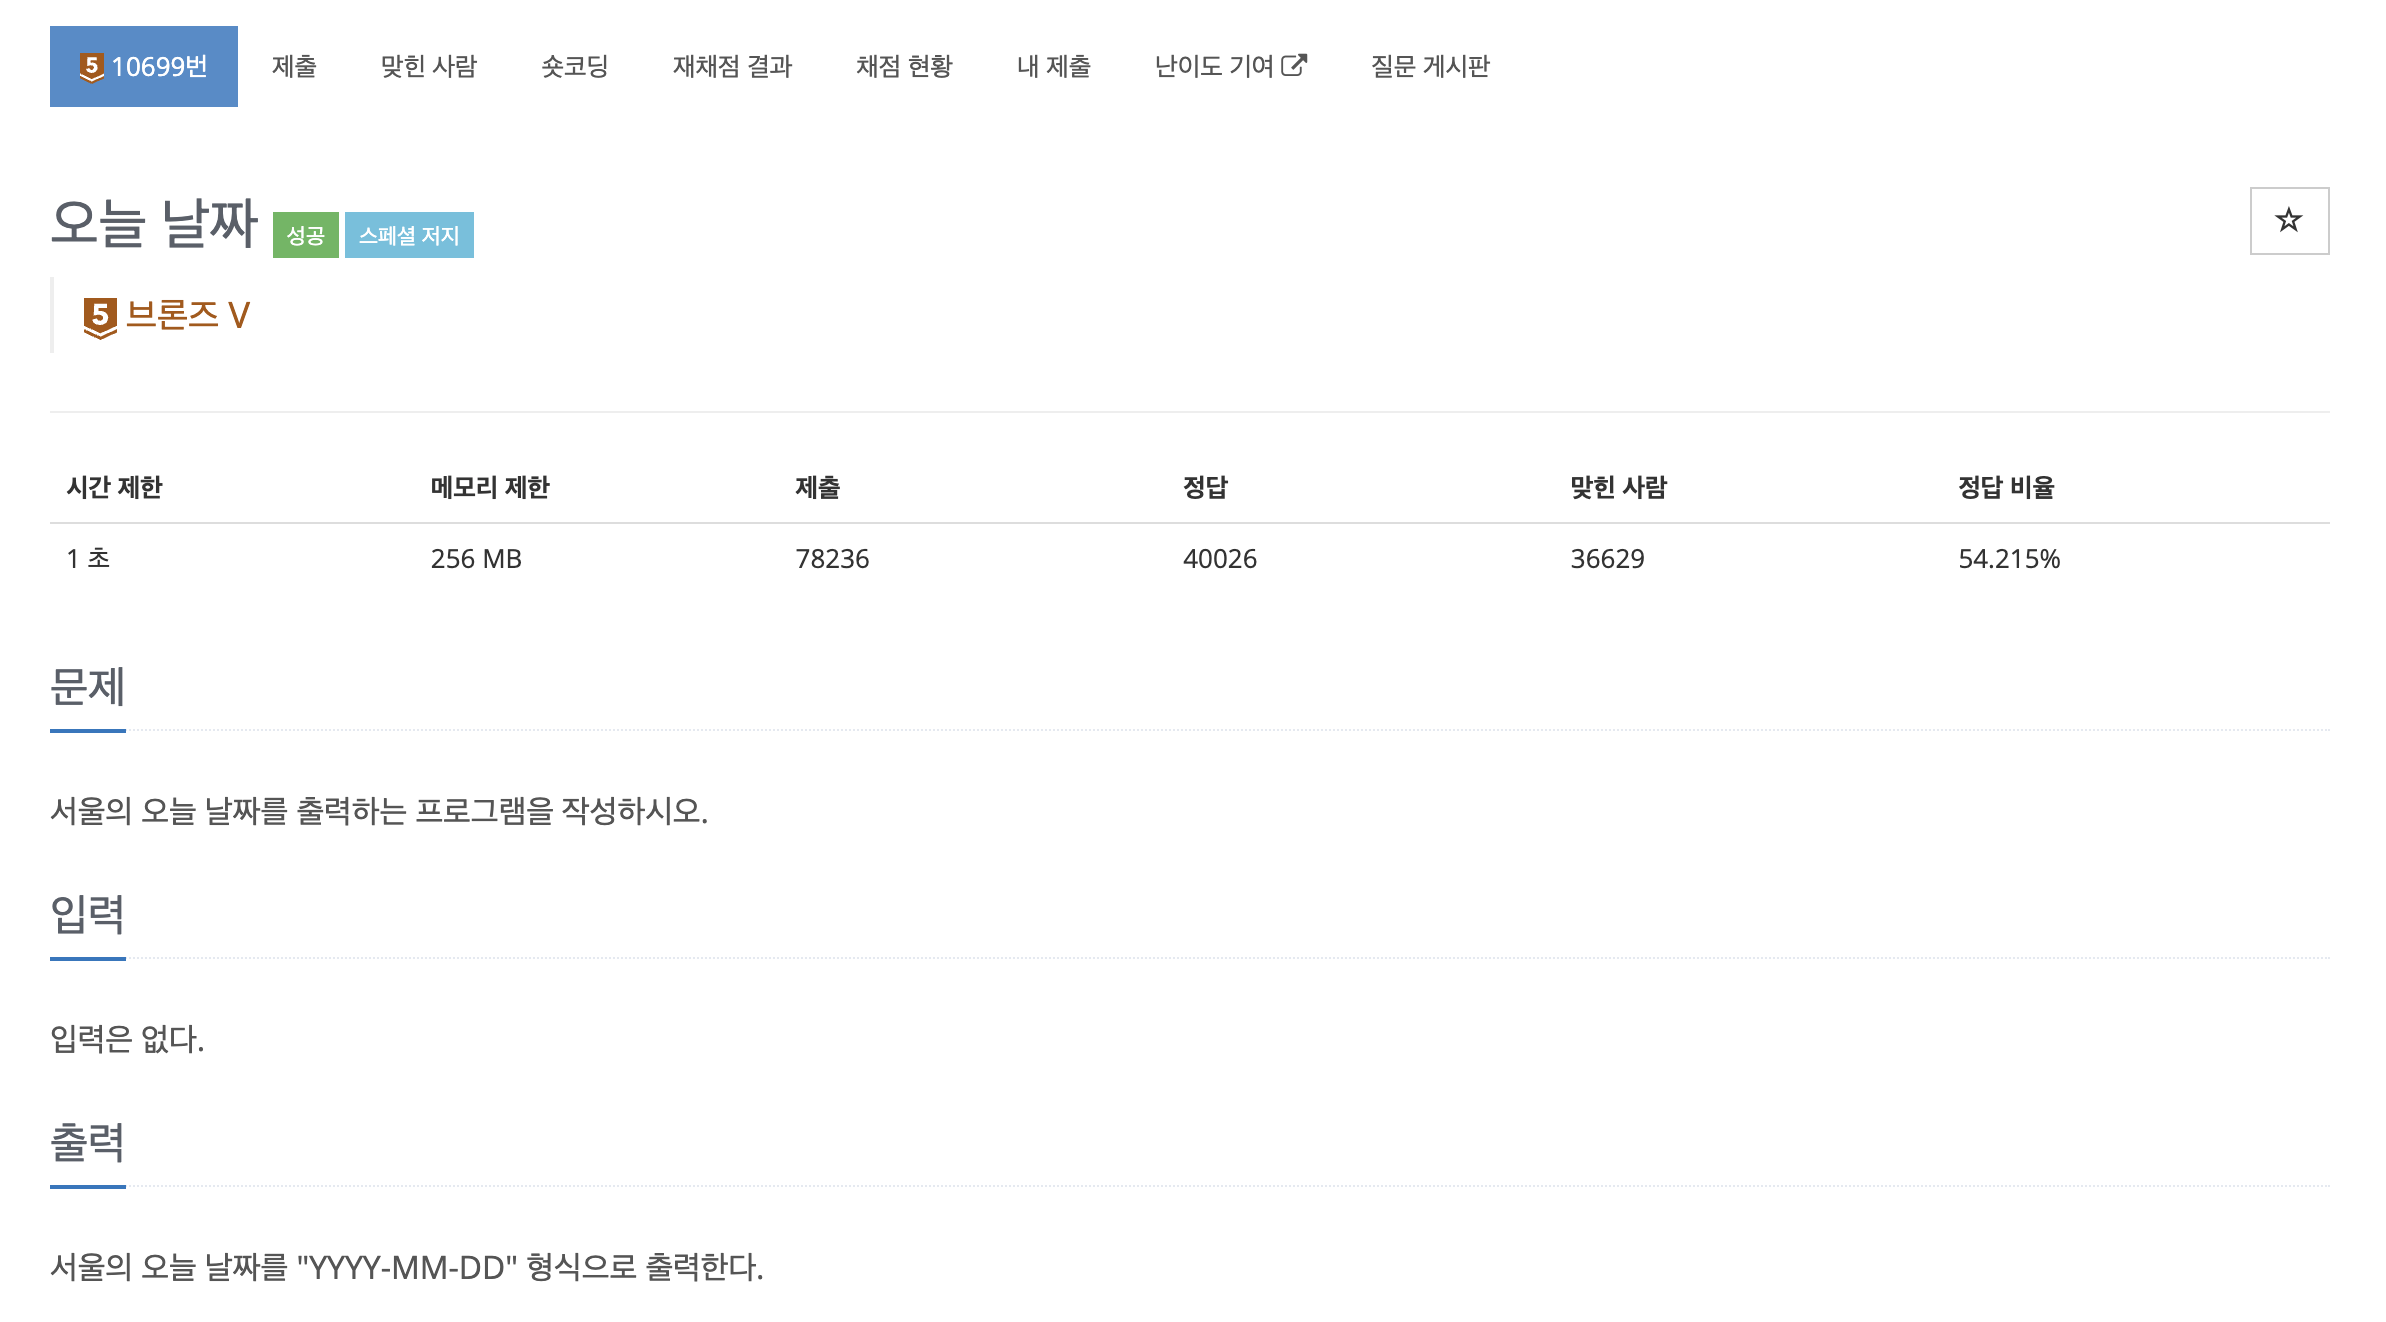 5 10699번 제출 맞힌 사람 숏코딩 재채점 결과 채점 현황 내 제출 난이도 기여 질문 게시판
오늘 날짜 성공 스페셜 저지
5 브론즈 V
시간 제한 메모리 제한 제출 정답 맞힌 사람 정답 비율
1 초 256 MB 78236 40026 36629 54.215%
문제
서울의 오늘 날짜를 출력하는 프로그램을 작성하시오.
입력
입력은 없다.
출력
서울의 오늘 날짜를 "YYYY-MM-DD" 형식으로 출력한다.